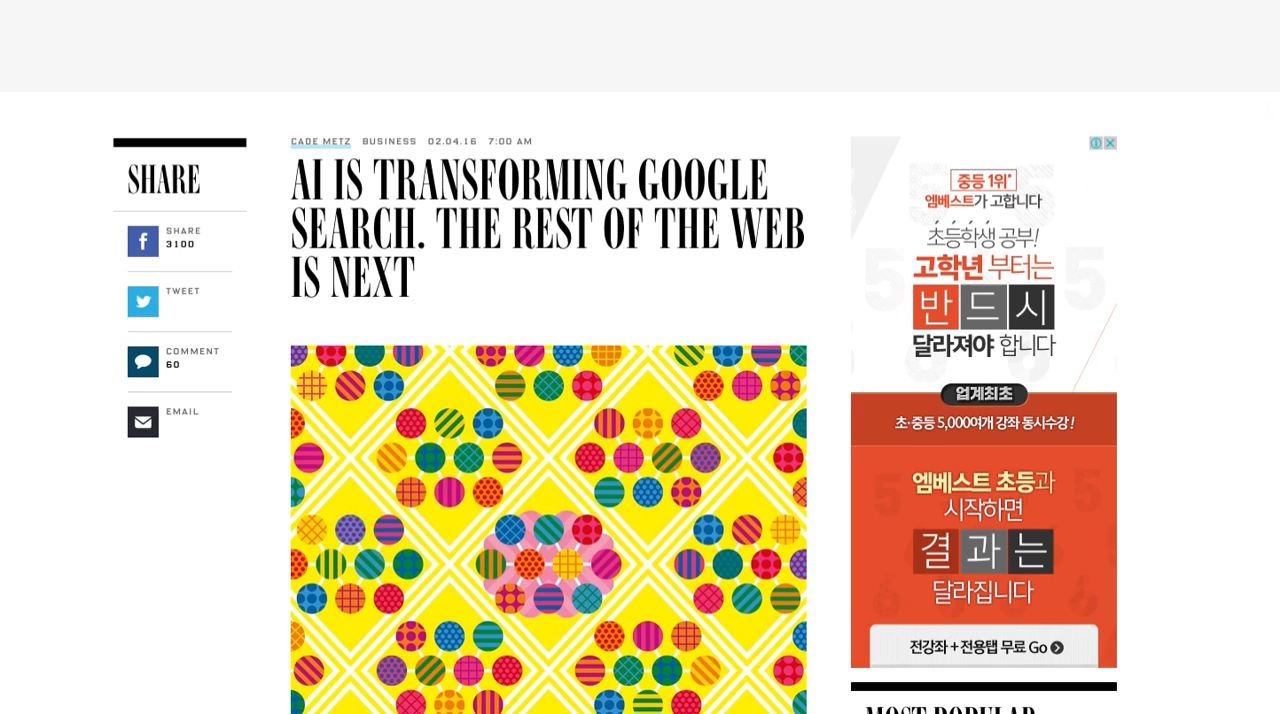 SHARE
SHARE
3100
TWEET
COMMENT
60
EMAIL
CADE METZ BUSINESS 02.04.16 7:00 AM
AI IS TRANSFORMING GOOGLE
SEARCH. THE REST OF THE WEB
IS NEXT
중등 1위*
엠베스트가 고합니다
초등학생 공부!
고학년 부터는
반드시
달라져야 합니다
업계최초
초·중등 5,000여개 강좌 동시수강!
엠베스트 초등과
시작하면
결과는
달라집니다
전강좌 + 전용탭 무료 Go
MOST POPULAR